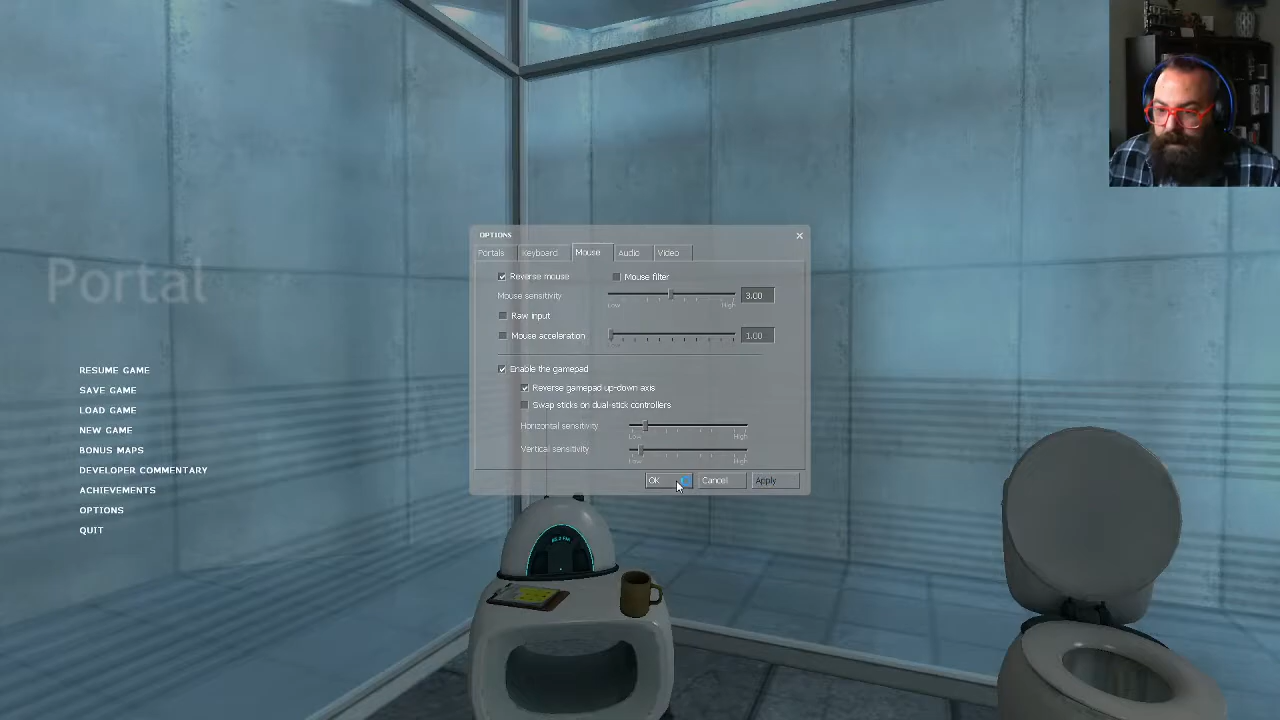 OPTIONS
Portals Keyboard Mouse Audio Video
Reverse mouse Mouse filter
Mouse sensitivity 3.00
Low High
Raw input
Mouse acceleration 1.00
Enable the gamepad
Reverse gamepad up-down axis
Swap sticks on dual-stick controllers
Horizontal sensitivity
Low High
Vertical sensitivity
Low High
OK Cancel Apply
Portal
RESUME GAME
SAVE GAME
LOAD GAME
NEW GAME
BONUS MAPS
DEVELOPER COMMENTARY
ACHIEVEMENTS
OPTIONS
QUIT